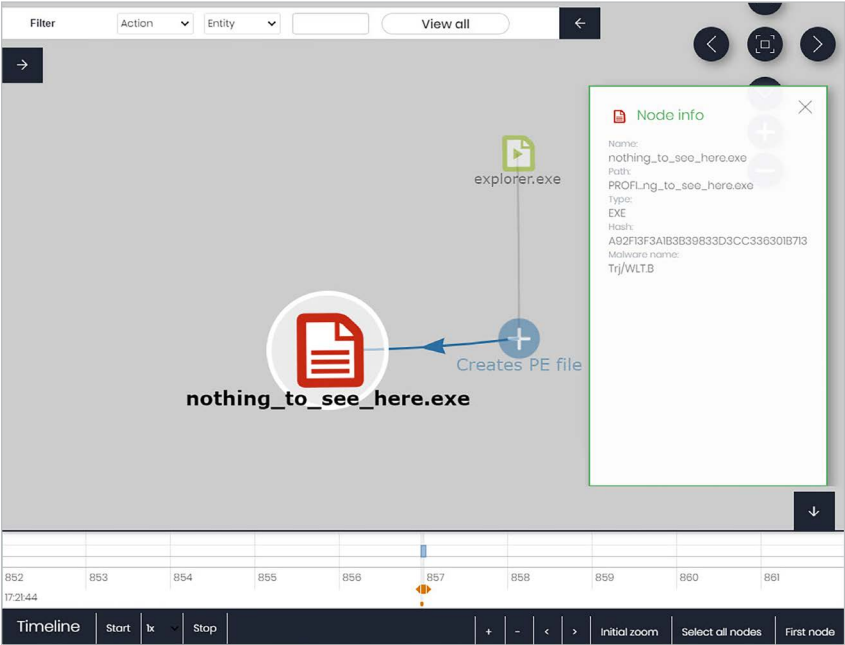 Filter Action Entity View all
Node info
Name:
nothing_to_see_here.exe
Path:
PROFI...ng_to_see_here.exe
Type:
EXE
Hash:
A92F13F3A1B3B39833D3CC336301B713
Malware name:
Trj/WLT.B
explorer.exe
Creates PE file
nothing_to_see_here.exe
852 853 854 855 856 857 858 859 860 861
17:21:44
Timeline Start 1x Stop + - < > Initial zoom Select all nodes First node